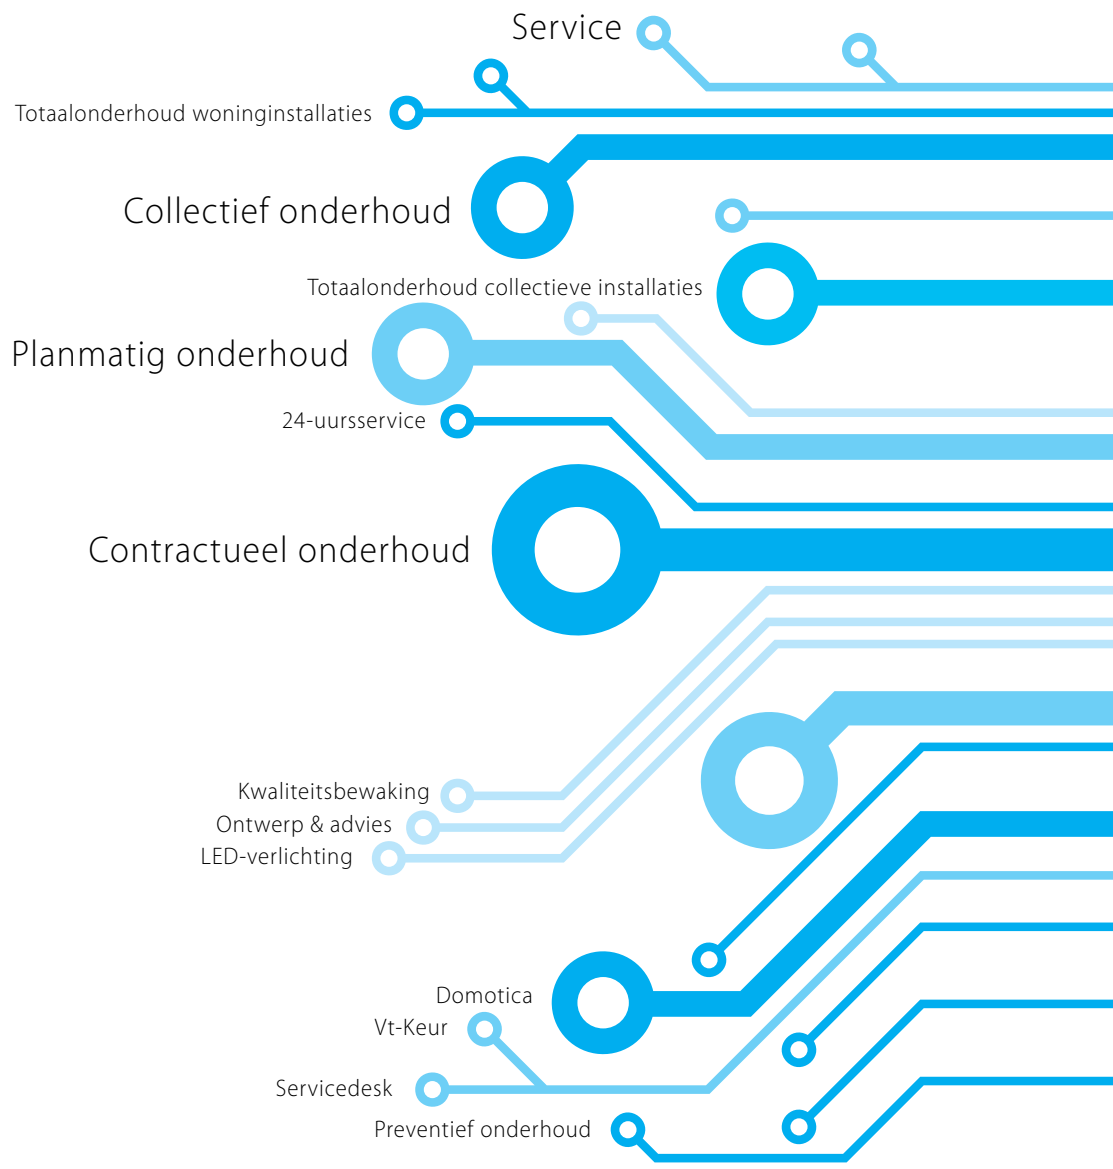 Service
Totaalonderhoud woninginstallaties
Collectief onderhoud
Totaalonderhoud collectieve installaties
Planmatig onderhoud
24-uursservice
Contractueel onderhoud
Kwaliteitsbewaking
Ontwerp & advies
LED-verlichting
Domotica
Vt-Keur
Servicedesk
Preventief onderhoud